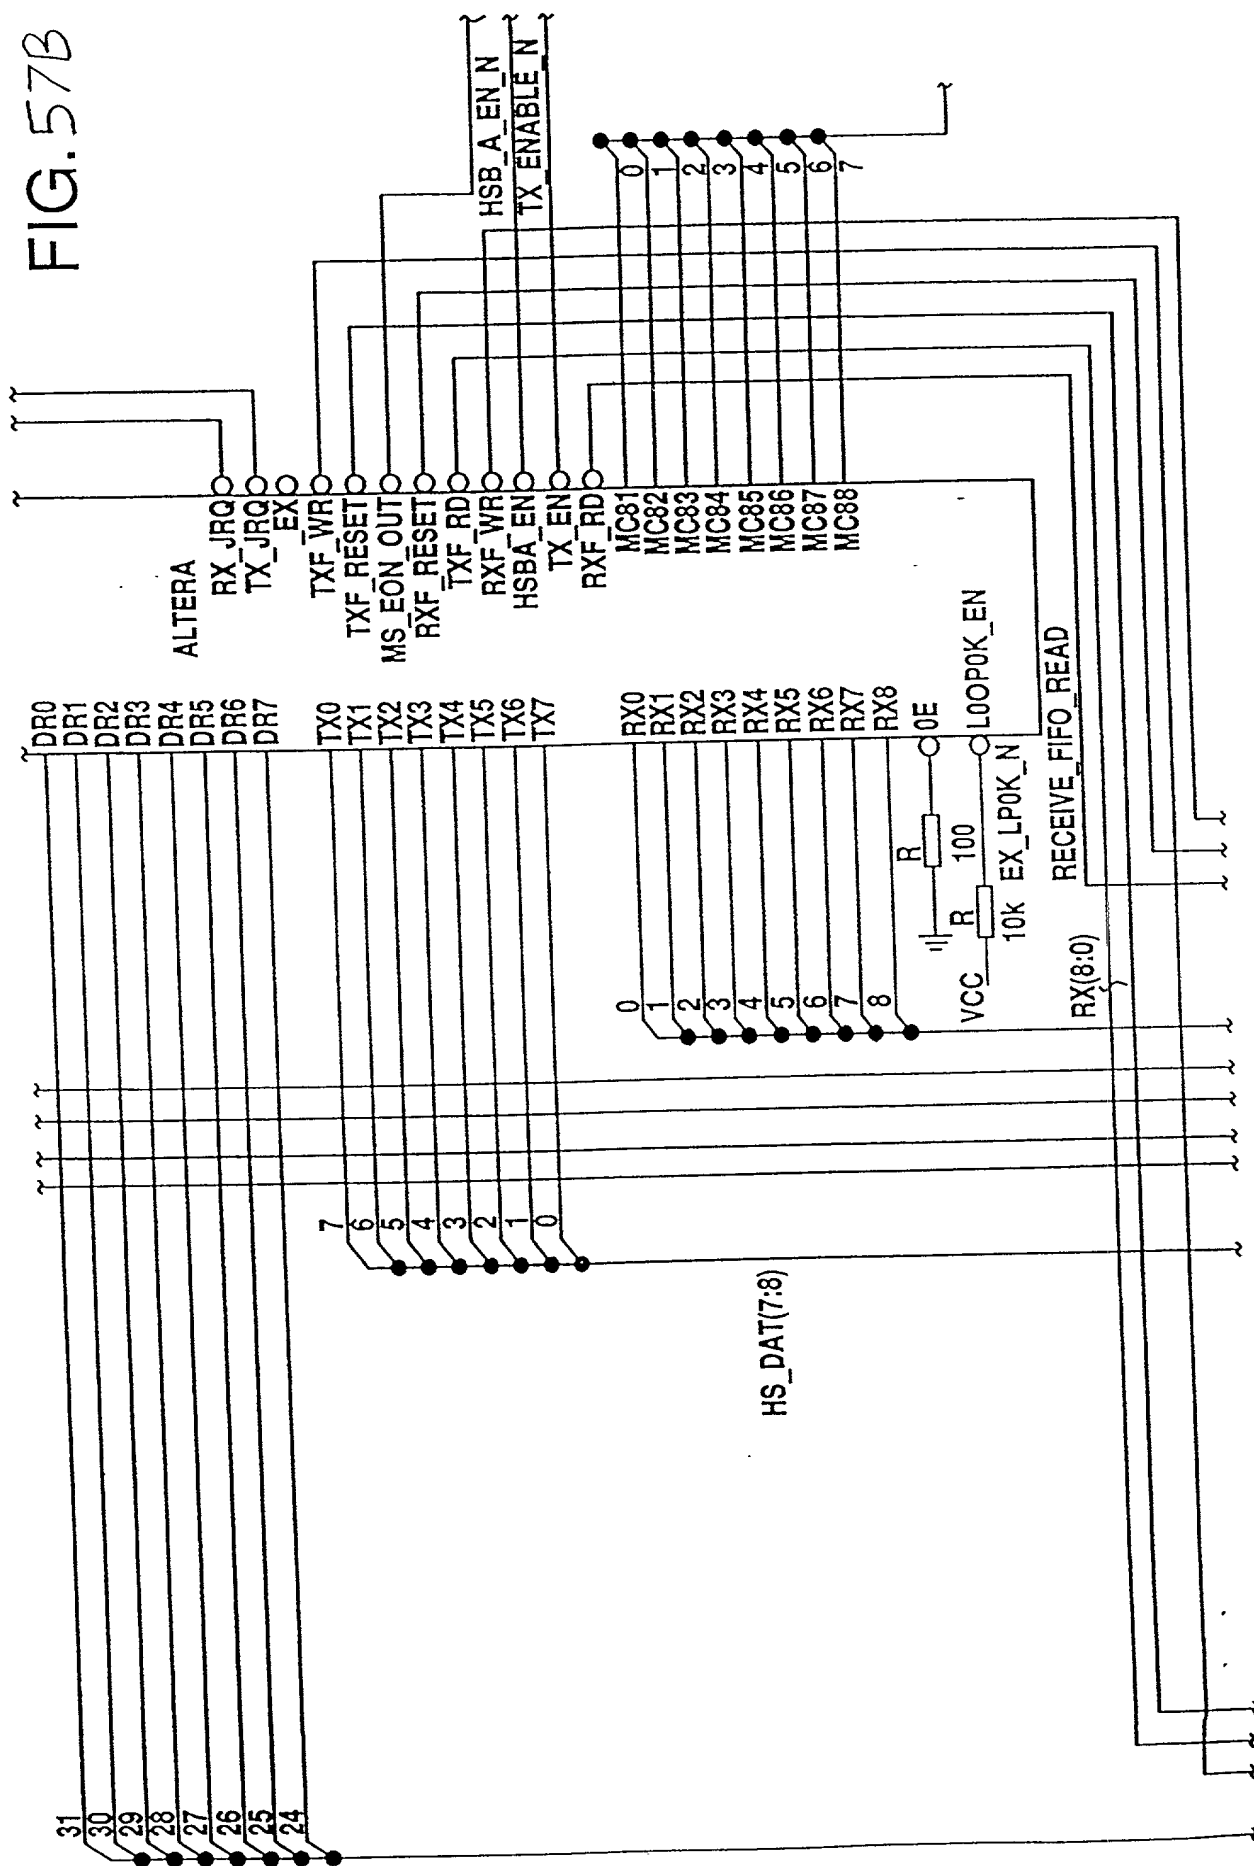 FIG. 57B
HSB_A_EN_N
TX_ENABLE_N
0
1
2
3
4
5
6
7
ALTERA
RX_JRQ
TX_JRQ
_EX
TXF_WR
TXF_RESET
MS_EON_OUT
RXF_RESET
TXF_RD
RXF_WR
HSBA_EN
TX_EN
RXF_RD
MC81
MC82
MC83
MC84
MC85
MC86
MC87
MC88
DR0
DR1
DR2
DR3
DR4
DR5
DR6
DR7
TX0
TX1
TX2
TX3
TX4
TX5
TX6
TX7
RX0
RX1
RX2
RX3
RX4
RX5
RX6
RX7
RX8
0E
L00P0K_EN
R
100
EX_LP0K_N
R
10k
VCC
RECEIVE_FIFO_READ
RX(8:0)
0
1
2
3
4
5
6
7
8
7
6
5
4
3
2
1
0
HS_DAT(7:8)
31
30
29
28
27
26
25
24